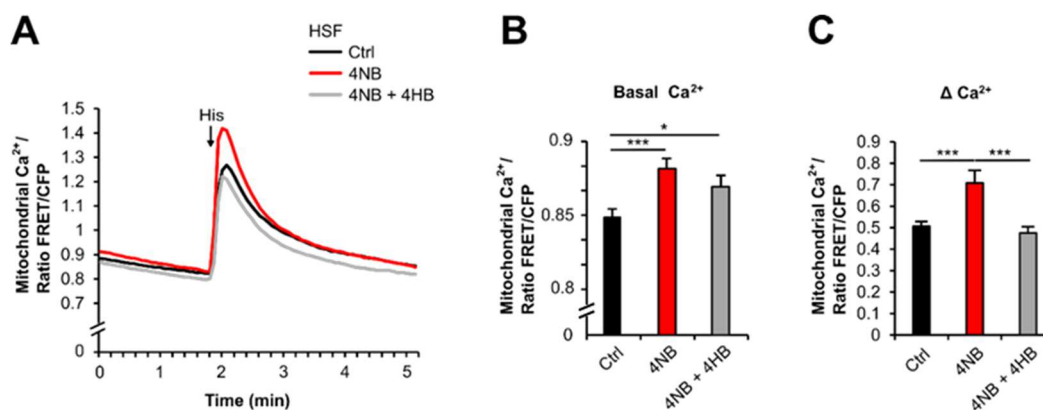 A
HSF
Ctrl
4NB
4NB + 4HB
His
Mitochondrial Ca²⁺/
Ratio FRET/CFP
1.5
1.4
1.3
1.2
1.1
1.0
0.9
0.8
0.7
0
0 1 2 3 4 5
Time (min)
B
Basal Ca²⁺
*
***
Mitochondrial Ca²⁺/
Ratio FRET/CFP
0.9
0.85
0.8
0
Ctrl
4NB
4NB + 4HB
C
Δ Ca²⁺
*** ***
Mitochondrial Ca²⁺/
Ratio FRET/CFP
0.9
0.8
0.7
0.6
0.5
0.4
0.3
0.2
0.1
0
Ctrl
4NB
4NB + 4HB